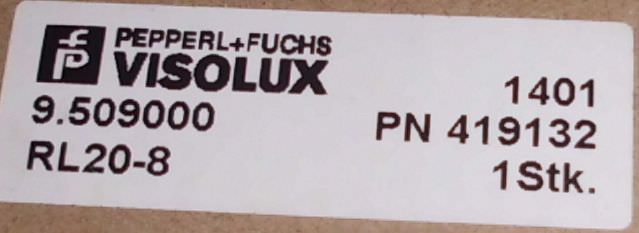 PEPPERL+FUCHS
VISOLUX
9.509000
RL20-8
1401
PN 419132
1Stk.